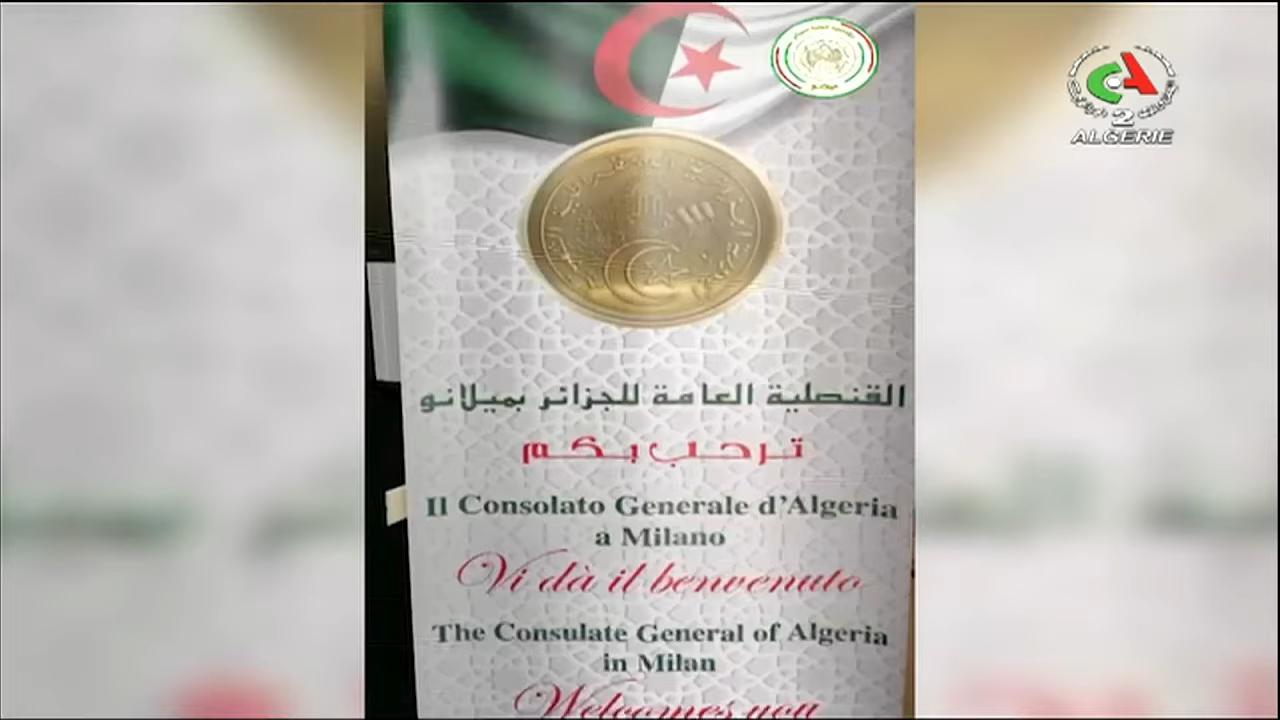 2
ALGERIE
القنصلية العامة للجزائر بميلانو
ترحب بكم
Il Consolato Generale d'Algeria
a Milano
Vi dà il benvenuto
The Consulate General of Algeria
in Milan
Welcomes you